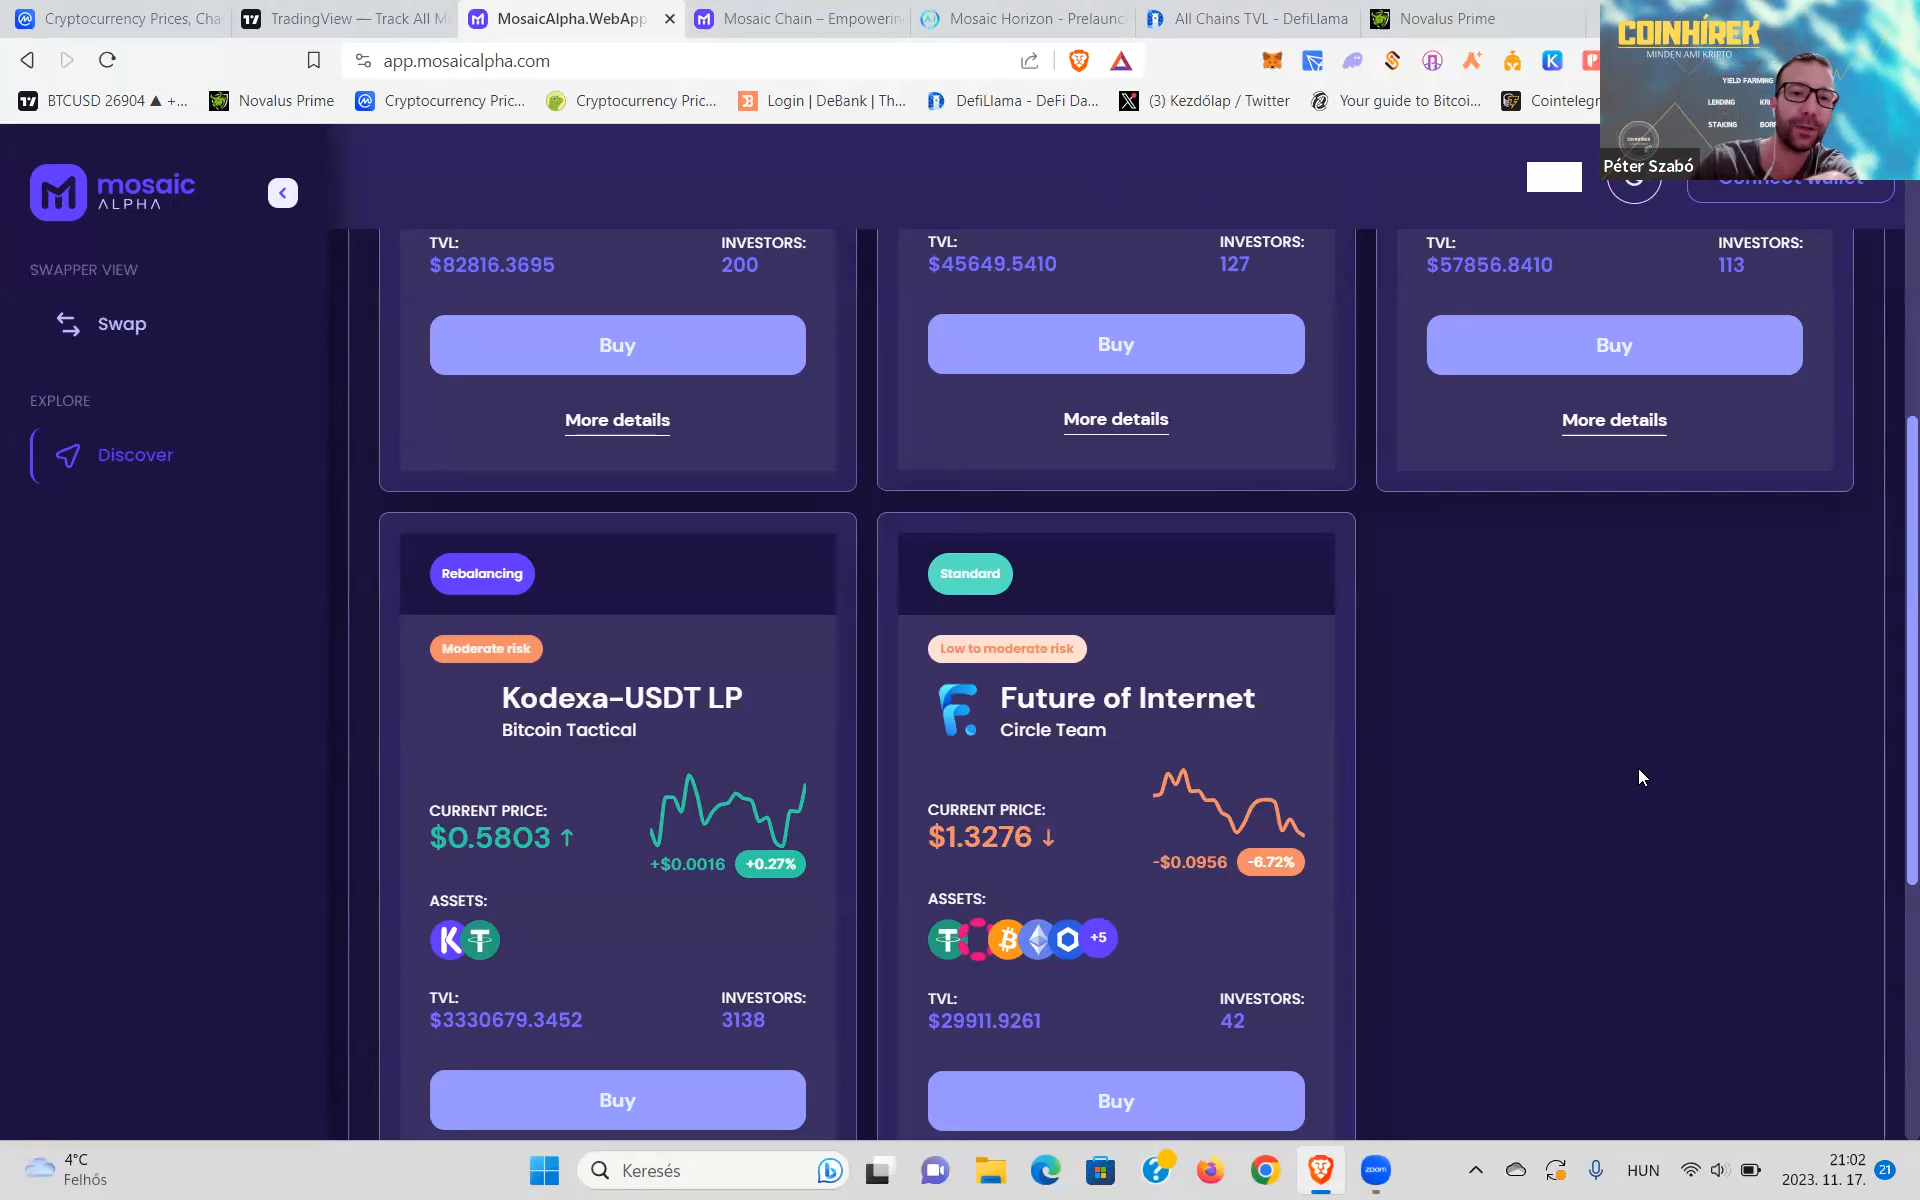 Cryptocurrency Prices, Cha
TradingView — Track All M
MosaicAlpha.WebApp
Mosaic Chain – Empowerin
Mosaic Horizon - Prelaunc
All Chains TVL - DefiLlama
Novalus Prime
app.mosaicalpha.com
BTCUSD 26904 ▲ +...
Novalus Prime
Cryptocurrency Pric...
Cryptocurrency Pric...
Login | DeBank | Th...
DefiLlama - DeFi Da...
(3) Kezdőlap / Twitter
Your guide to Bitcoi...
Cointelegr
COINHÍREK
MINDEN AMI KRIPTO
YIELD FARMING
LENDING
STAKING
Péter Szabó
mosaic
ALPHA
Connect wallet
SWAPPER VIEW
Swap
EXPLORE
Discover
TVL:
INVESTORS:
$82816.3695
200
Buy
More details
TVL:
INVESTORS:
$45649.5410
127
Buy
More details
TVL:
INVESTORS:
$57856.8410
113
Buy
More details
Rebalancing
Moderate risk
Kodexa-USDT LP
Bitcoin Tactical
CURRENT PRICE:
$0.5803 ↑
+$0.0016
+0.27%
ASSETS:
TVL:
INVESTORS:
$3330679.3452
3138
Buy
Standard
Low to moderate risk
Future of Internet
Circle Team
CURRENT PRICE:
$1.3276 ↓
-$0.0956
-6.72%
ASSETS:
+5
TVL:
INVESTORS:
$29911.9261
42
Buy
4°C
Felhős
Keresés
zoom
HUN
21:02
2023. 11. 17.
21